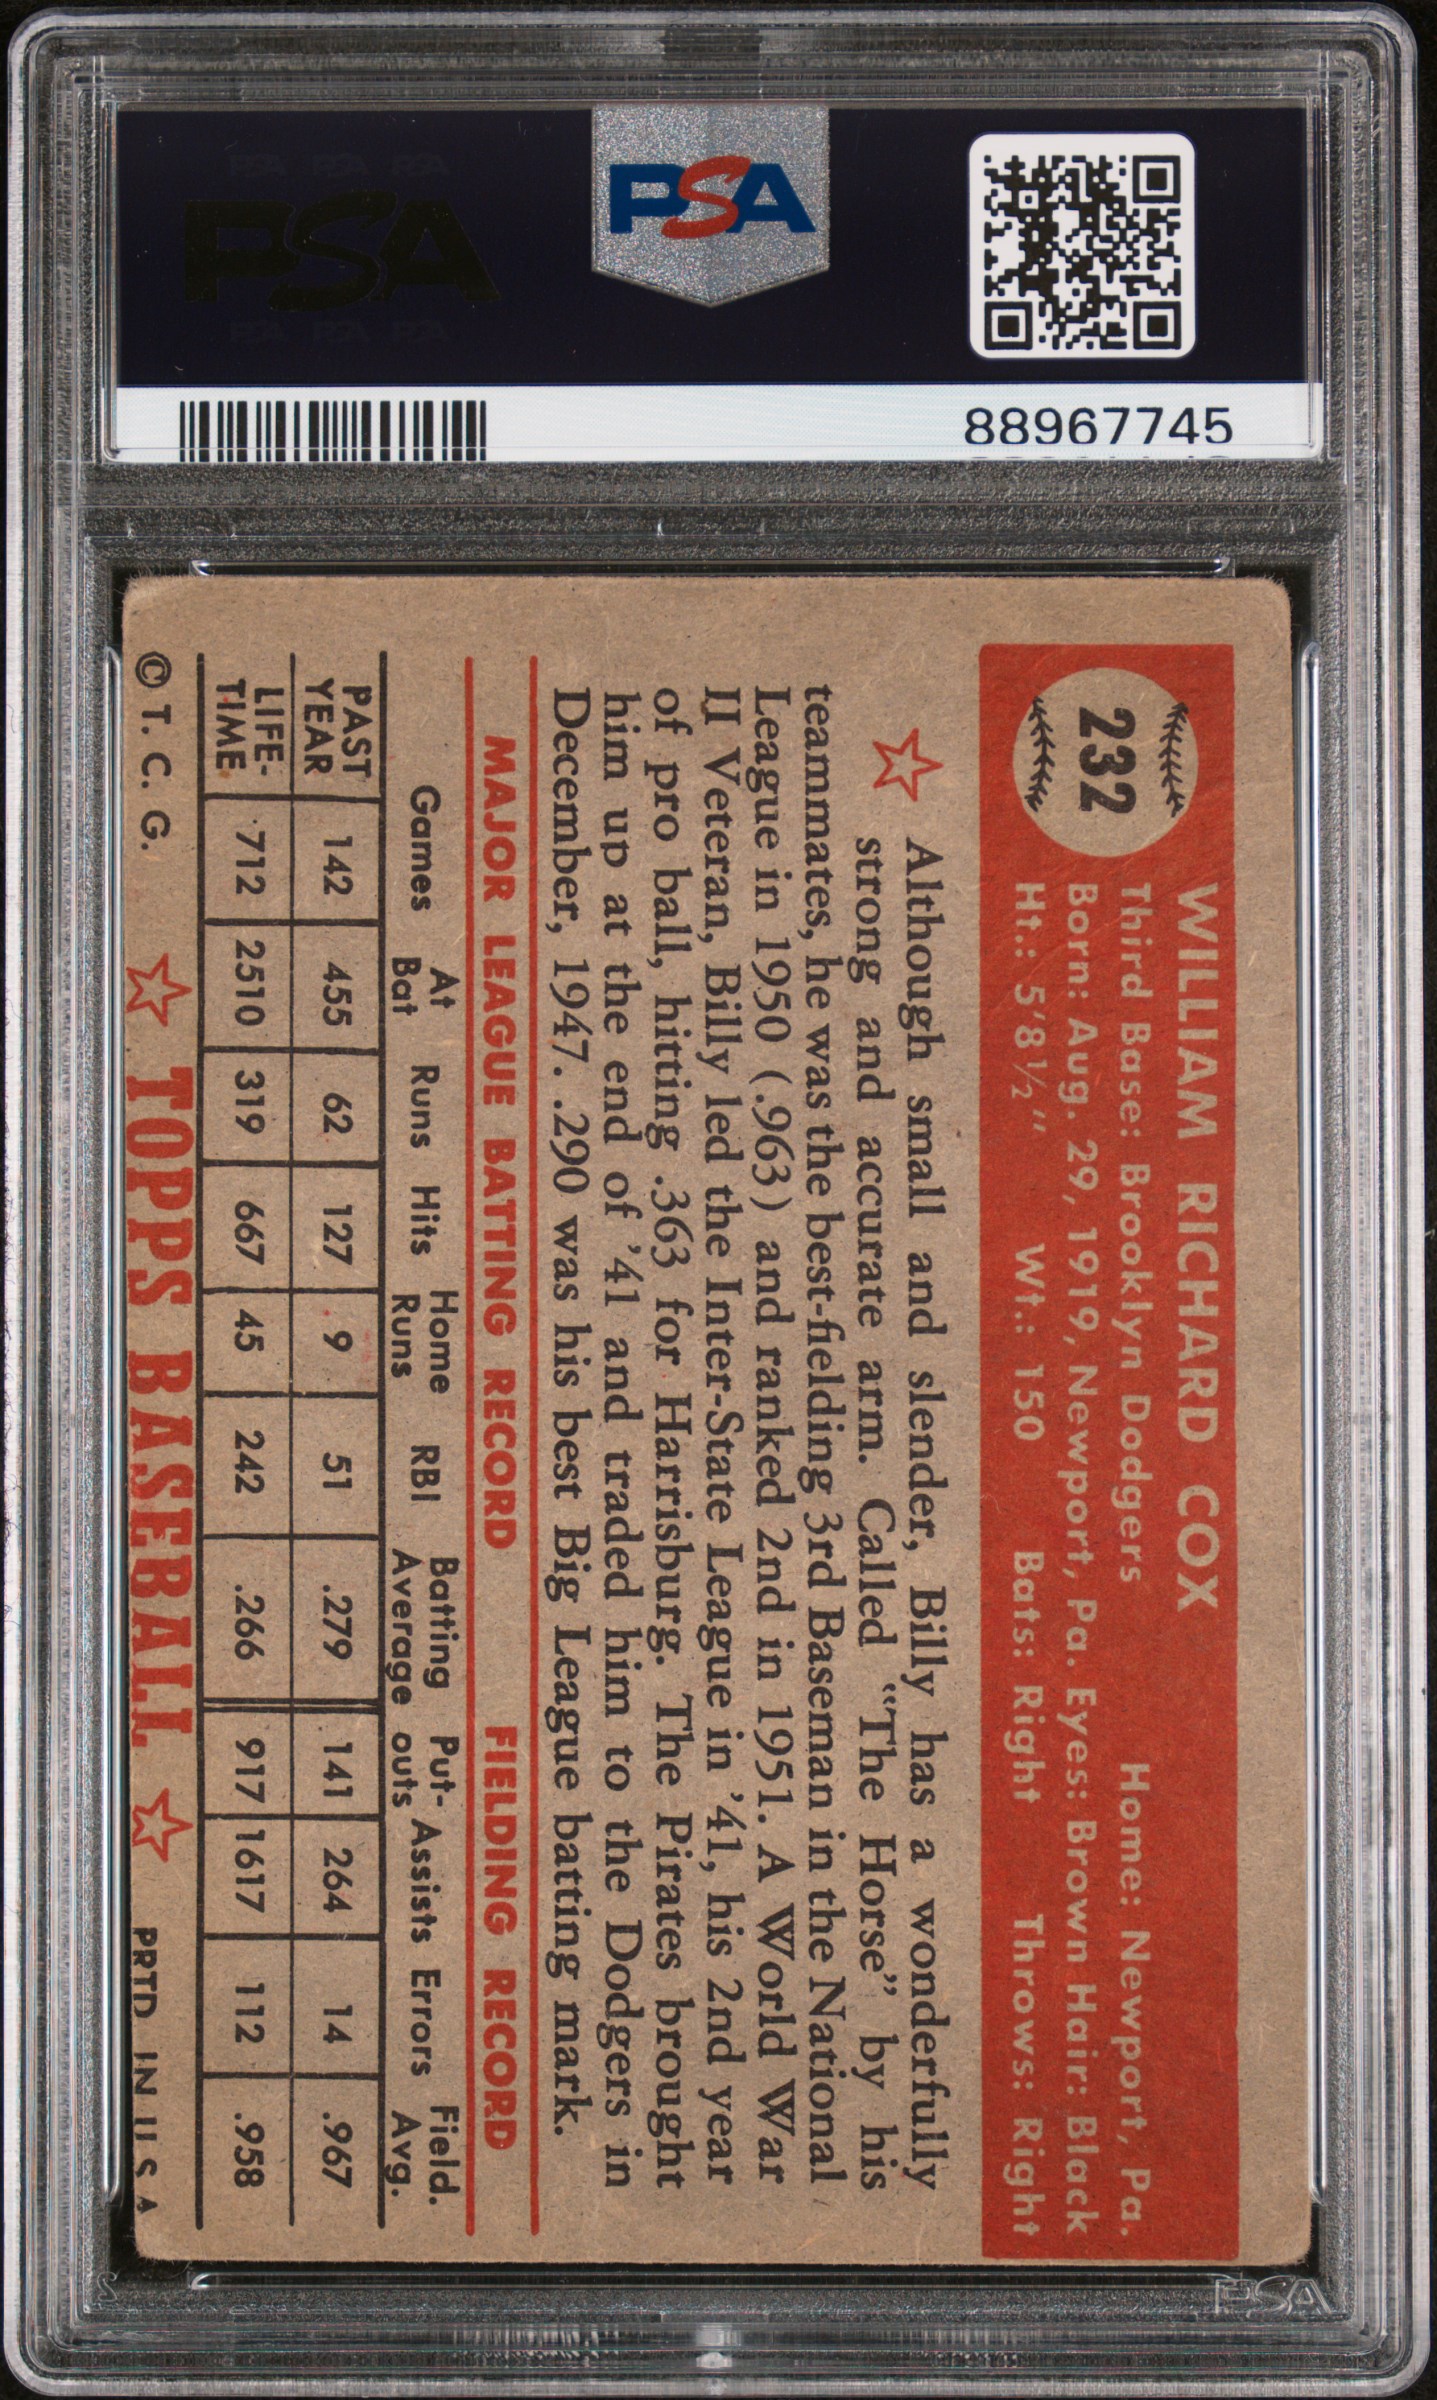 PSA
PSA
88967745
232
WILLIAM RICHARD COX
Third Base: Brooklyn Dodgers Home: Newport, Pa.
Born: Aug. 29, 1919, Newport, Pa. Eyes: Brown Hair: Black
Ht.: 5'8½" Wt.: 150 Bats: Right Throws: Right
Although small and slender, Billy has a wonderfully
strong and accurate arm. Called "The Horse" by his
teammates, he was the best-fielding 3rd Baseman in the National
League in 1950 (.963) and ranked 2nd in 1951. A World War
II Veteran, Billy led the Inter-State League in '41, his 2nd year
of pro ball, hitting .363 for Harrisburg. The Pirates brought
him up at the end of '41 and traded him to the Dodgers in
December, 1947. .290 was his best Big League batting mark.
MAJOR LEAGUE BATTING RECORD FIELDING RECORD
Games At Bat Runs Hits Home Runs RBI Batting Average Put-outs Assists Errors Field. Avg.
PAST YEAR 142 455 62 127 9 51 .279 141 264 14 .967
LIFE-TIME 712 2510 319 667 45 242 .266 917 1617 112 .958
© T. C. G. TOPPS BASEBALL PRTD IN U S A
PSA